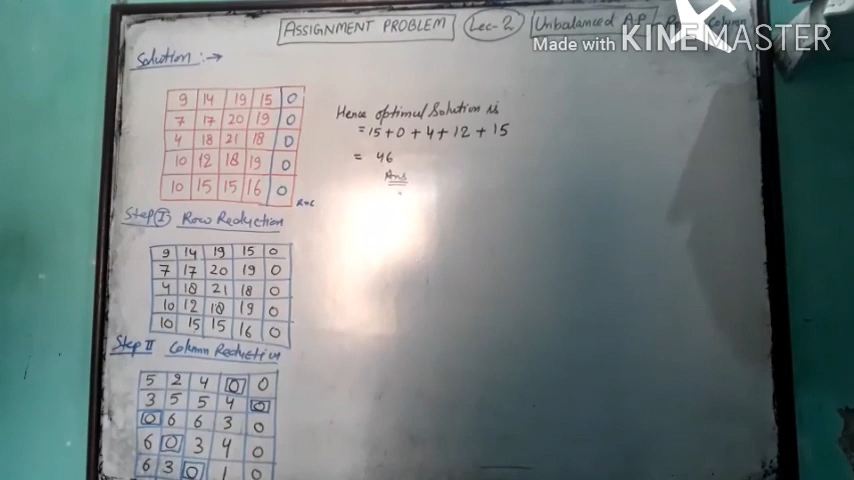 ASSIGNMENT PROBLEM Lec-2 Unbalanced A.P. Column
Made with KINEMASTER
Solution :→
9 14 19 15 0
7 17 20 19 0
4 18 21 18 0
10 12 18 19 0
10 15 15 16 0
R=C
Hence optimal Solution is
= 15 + 0 + 4 + 12 + 15
= 46
Ans
Step I Row Reduction
9 14 19 15 0
7 17 20 19 0
4 18 21 18 0
10 12 18 19 0
10 15 15 16 0
Step II Column Reduction
5 2 4 0 0
3 5 5 4 0
0 6 6 3 0
6 0 3 4 0
6 3 0 1 0